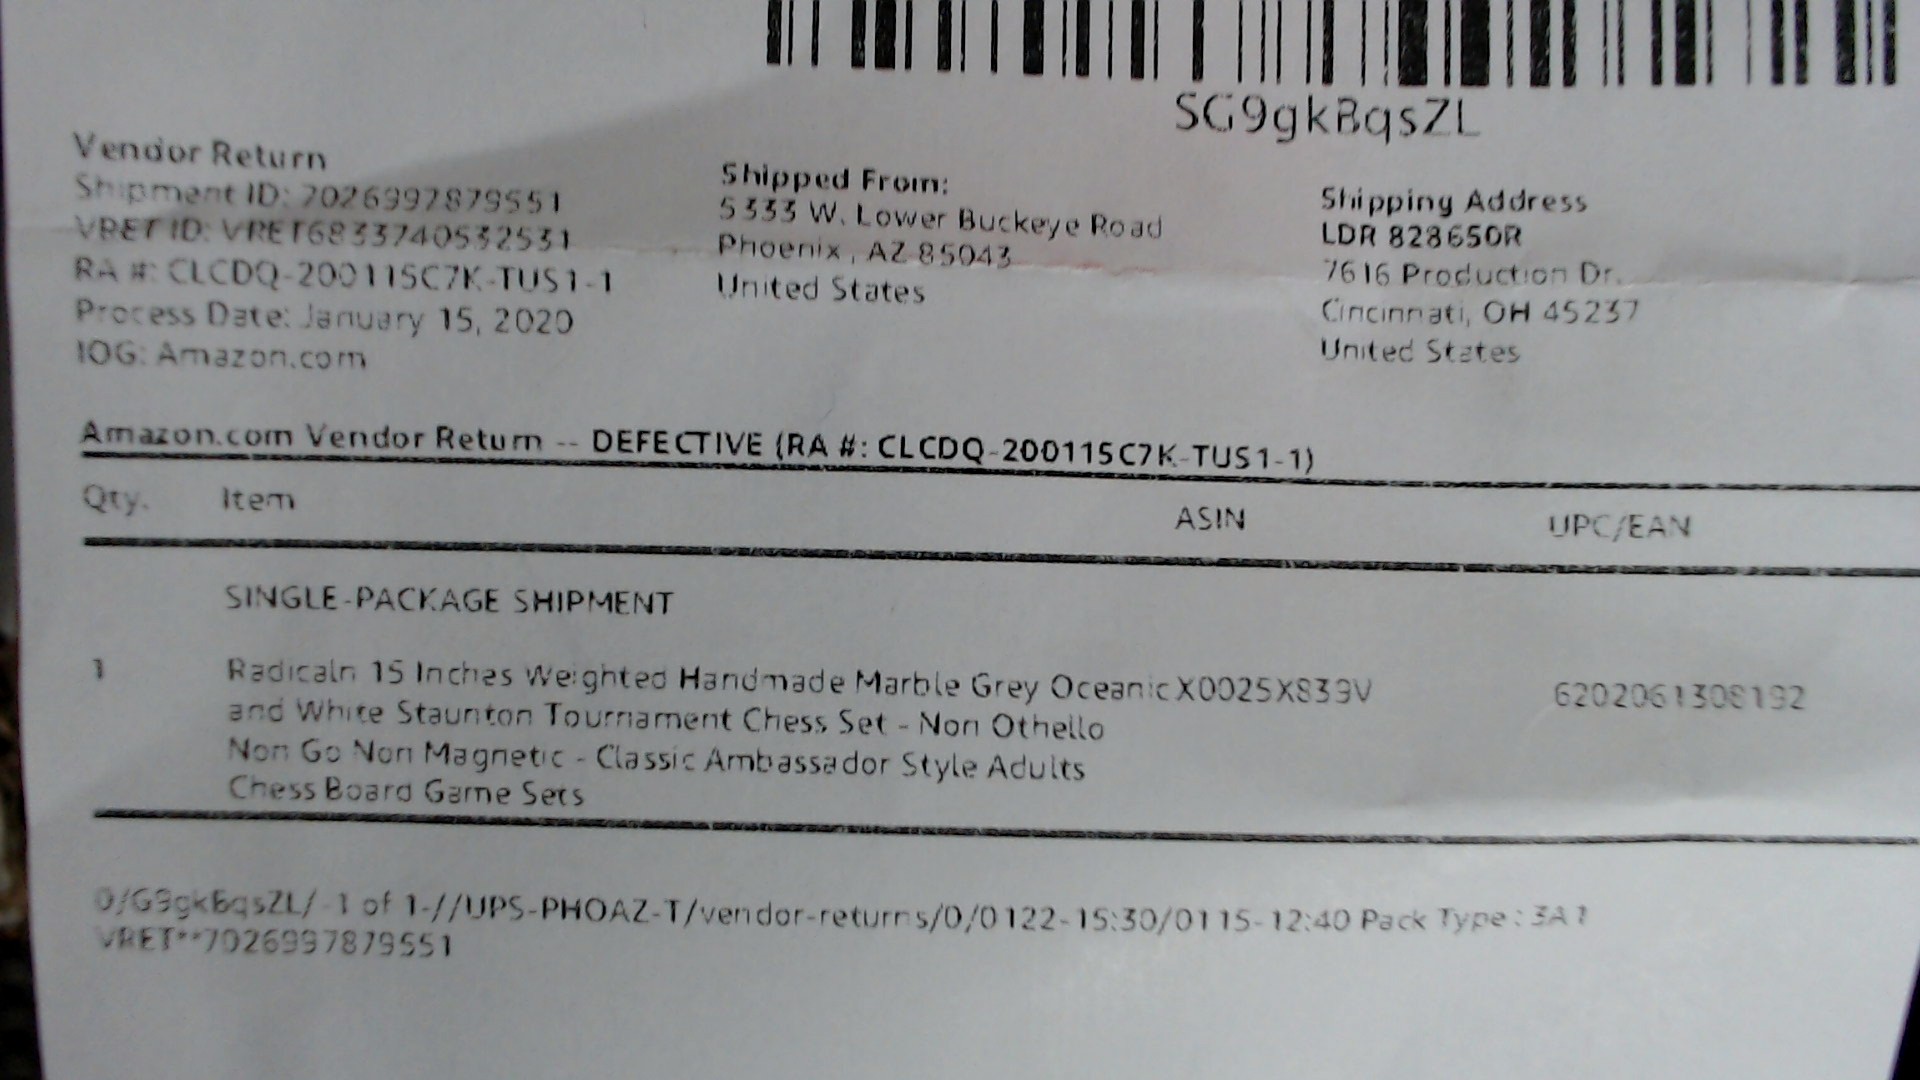 SG9gkBqsZL
Vendor Return
Shipment ID: 7026997879551
VRET ID: VRET6833740532531
RA #: CLCDQ-200115C7K-TUS1-1
Process Date: January 15, 2020
IOG: Amazon.com
Shipped From:
5333 W. Lower Buckeye Road
Phoenix, AZ 85043
United States
Shipping Address
LDR 828650R
7616 Production Dr.
Cincinnati, OH 45237
United States
Amazon.com Vendor Return -- DEFECTIVE (RA #: CLCDQ-200115C7K-TUS1-1)
Qty. Item ASIN UPC/EAN
SINGLE-PACKAGE SHIPMENT
1 Radicaln 15 Inches Weighted Handmade Marble Grey Oceanic X0025X839V 6202061308192
and White Staunton Tournament Chess Set - Non Othello
Non Go Non Magnetic - Classic Ambassador Style Adults
Chess Board Game Sets
0/G9gkBqsZL/-1 of 1-//UPS-PHOAZ-T/vendor-returns/0/0122-15:30/0115-12:40 Pack Type : 3A1
VRET**7026997879551